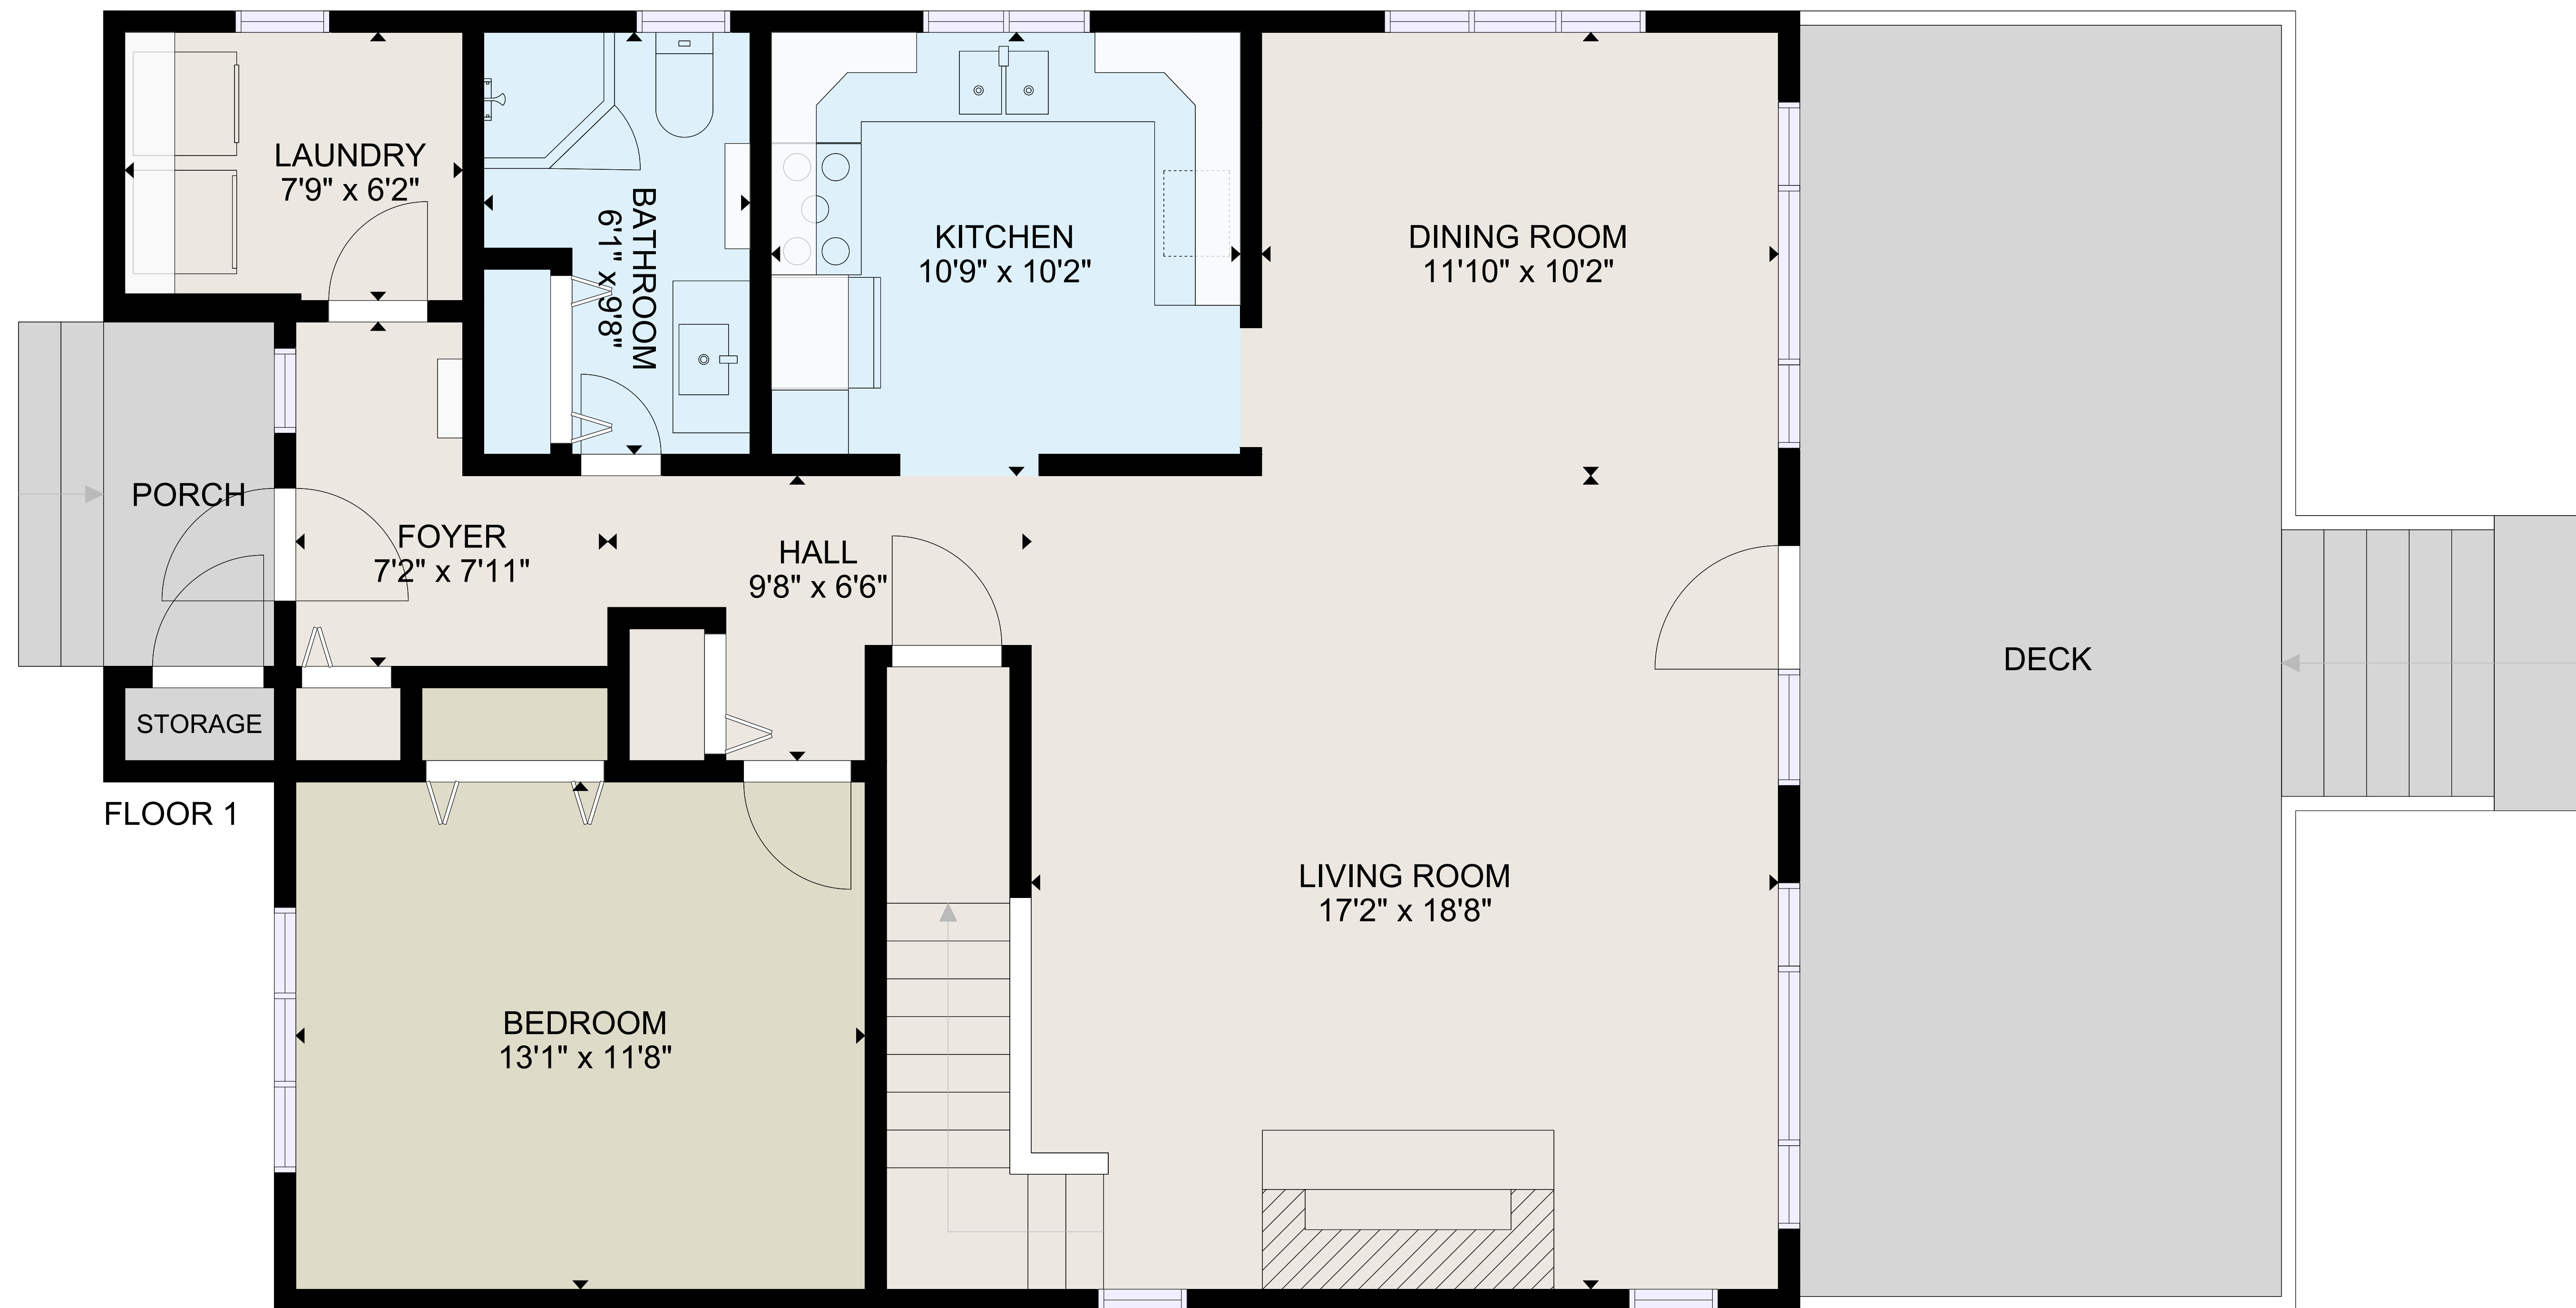 LAUNDRY
7'9" x 6'2"
BATHROOM
6'1" x 9'8"
KITCHEN
10'9" x 10'2"
DINING ROOM
11'10" x 10'2"
PORCH
FOYER
7'2" x 7'11"
HALL
9'8" x 6'6"
DECK
STORAGE
FLOOR 1
LIVING ROOM
17'2" x 18'8"
BEDROOM
13'1" x 11'8"